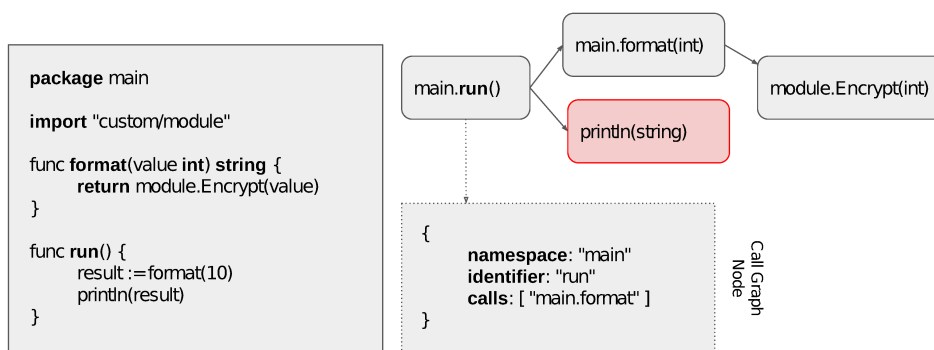 package main
import "custom/module"
func format(value int) string {
return module.Encrypt(value)
}
func run() {
result := format(10)
println(result)
}
main.run()
main.format(int)
println(string)
module.Encrypt(int)
{
namespace: "main"
identifier: "run"
calls: [ "main.format" ]
}
Call Graph
Node